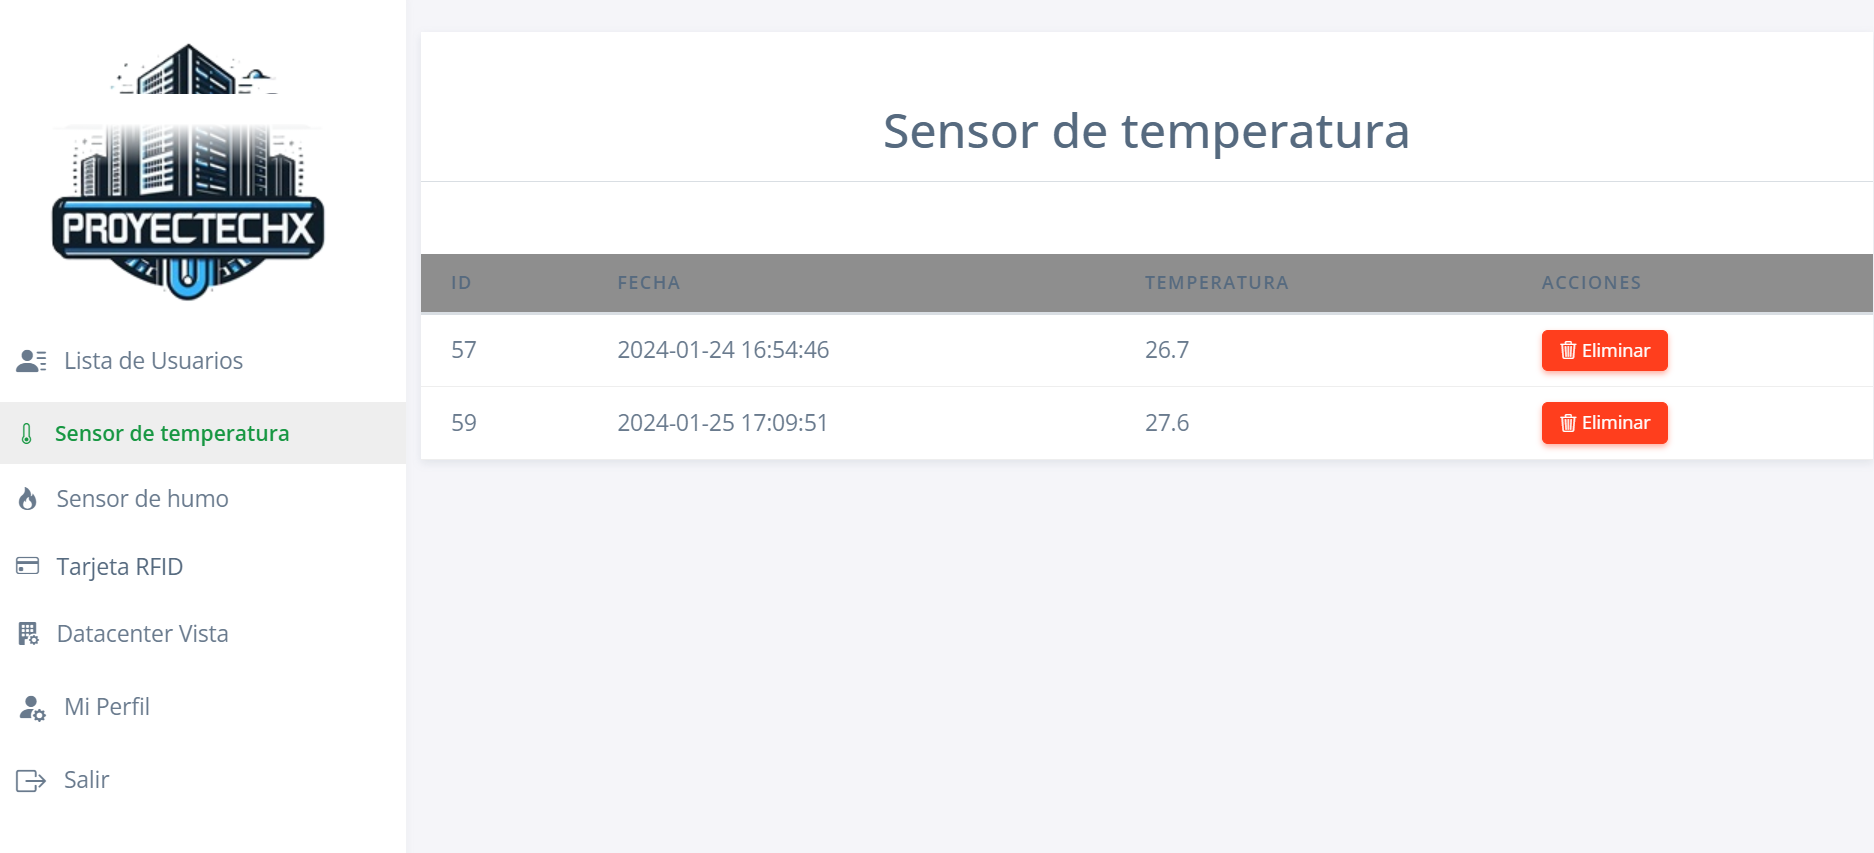 PROYECTECHX
Lista de Usuarios
Sensor de temperatura
Sensor de humo
Tarjeta RFID
Datacenter Vista
Mi Perfil
Salir
Sensor de temperatura
ID FECHA TEMPERATURA ACCIONES
57 2024-01-24 16:54:46 26.7 Eliminar
59 2024-01-25 17:09:51 27.6 Eliminar